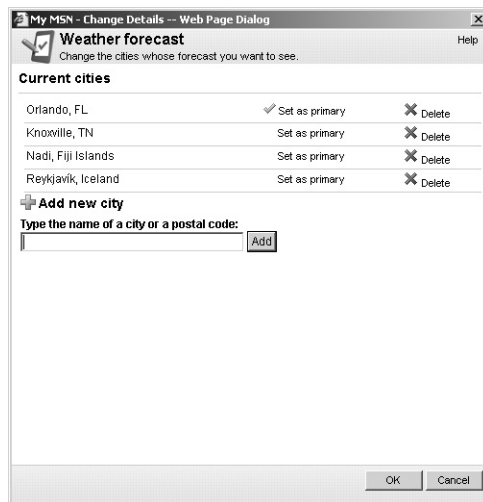 My MSN - Change Details -- Web Page Dialog
Weather forecast
Help
Change the cities whose forecast you want to see.
Current cities
Orlando, FL Set as primary Delete
Knoxville, TN Set as primary Delete
Nadi, Fiji Islands Set as primary Delete
Reykjavík, Iceland Set as primary Delete
Add new city
Type the name of a city or a postal code:
Add
OK Cancel